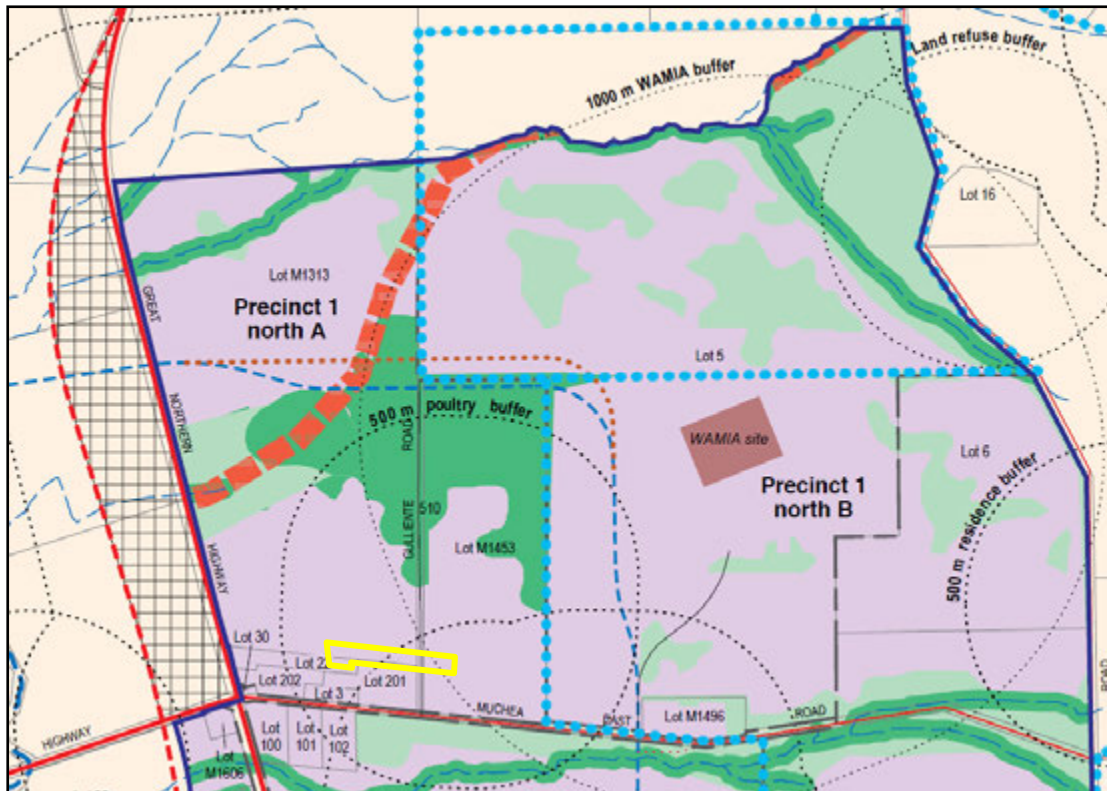 Land refuse buffer
1000 m WAMIA buffer
Lot 16
Lot M1313
GREAT
Precinct 1
north A
Lot 5
NORTHERN
500 m poultry buffer
ROAD
WAMIA site
Lot 6
Precinct 1
north B
510
GULLIENTE
Lot M1453
HIGHWAY
500 m residence buffer
Lot 30
Lot 2
Lot 202
Lot 201
Lot 3
MUCHEA
EAST
ROAD
Lot M1496
ROAD
HIGHWAY
Lot
100
Lot
101
Lot
102
Lot
M1606